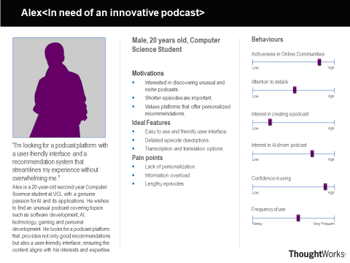 Alex<In need of an innovative podcast>
"I'm looking for a podcast platform with
a user-friendly interface and a
recommendation system that
streamlines my experience without
overwhelming me."
Alex is a 20-year-old second-year Computer
Science student at UCL with a genuine
passion for AI and its applications. He wishes
to find an unusual podcast covering topics
such as software development, AI,
technology, gaming and personal
development. He looks for a podcast platform
that provides not only good recommendations
but also a user-friendly interface, ensuring the
content aligns with his interests and expertise
Male, 20 years old, Computer
Science Student
Motivations
Interested in discovering unusual and
niche podcasts.
Shorter episodes are important.
Values platforms that offer personalized
recommendations.
Ideal Features
Easy to use and friendly user interface.
Detailed episode descriptions.
Transcription and translation options.
Pain points
Lack of personalization.
Information overload.
Lengthy episodes.
Behaviours
Activeness in Online Communities
Low High
Attention to details
Low High
Interest in creating a podcast
Low High
Interest in AI driven podcast
Low High
Confidence in using
Low High
Frequency of use
Rarely Very Frequent
ThoughtWorks